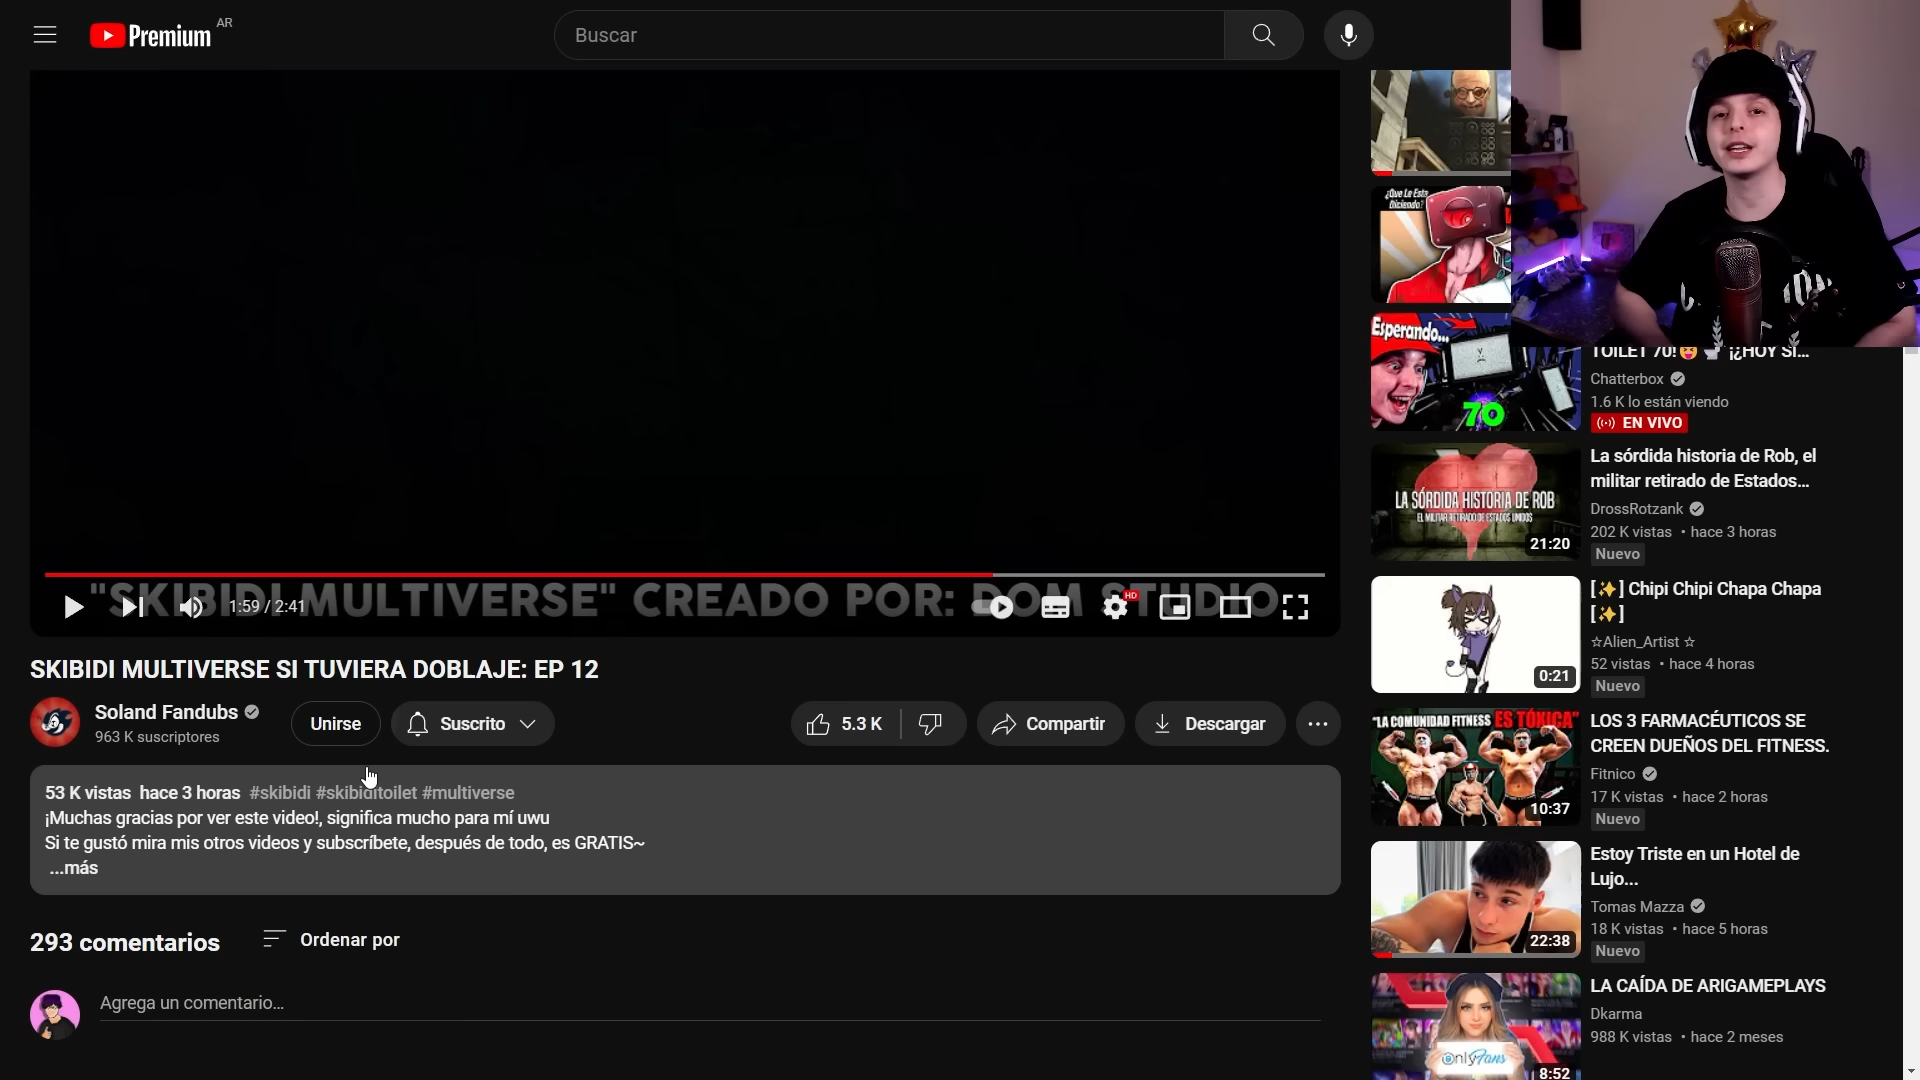 Premium AR
Buscar
"SKIBIDI MULTIVERSE" CREADO POR: DOM STUDIO
1:59 / 2:41
HD
SKIBIDI MULTIVERSE SI TUVIERA DOBLAJE: EP 12
Soland Fandubs
963 K suscriptores
Unirse
Suscrito
5.3 K
Compartir
Descargar
53 K vistas hace 3 horas #skibidi #skibiditoilet #multiverse
¡Muchas gracias por ver este video!, significa mucho para mí uwu
Si te gustó mira mis otros videos y subscríbete, después de todo, es GRATIS~
...más
293 comentarios
Ordenar por
Agrega un comentario...
¿Que Le Esta
Diciendo?
Esperando...
70
TOILET 70!😝 🚽 ¡¿HOY SI...
Chatterbox
1.6 K lo están viendo
EN VIVO
LA SÓRDIDA HISTORIA DE ROB
EL MILITAR RETIRADO DE ESTADOS UNIDOS
21:20
La sórdida historia de Rob, el
militar retirado de Estados...
DrossRotzank
202 K vistas • hace 3 horas
Nuevo
0:21
[✨] Chipi Chipi Chapa Chapa
[✨]
☆Alien_Artist ☆
52 vistas • hace 4 horas
Nuevo
"LA COMUNIDAD FITNESS ES TÓXICA"
10:37
LOS 3 FARMACÉUTICOS SE
CREEN DUEÑOS DEL FITNESS.
Fitnico
17 K vistas • hace 2 horas
Nuevo
22:38
Estoy Triste en un Hotel de
Lujo...
Tomas Mazza
18 K vistas • hace 5 horas
Nuevo
OnlyFans
8:52
LA CAÍDA DE ARIGAMEPLAYS
Dkarma
988 K vistas • hace 2 meses